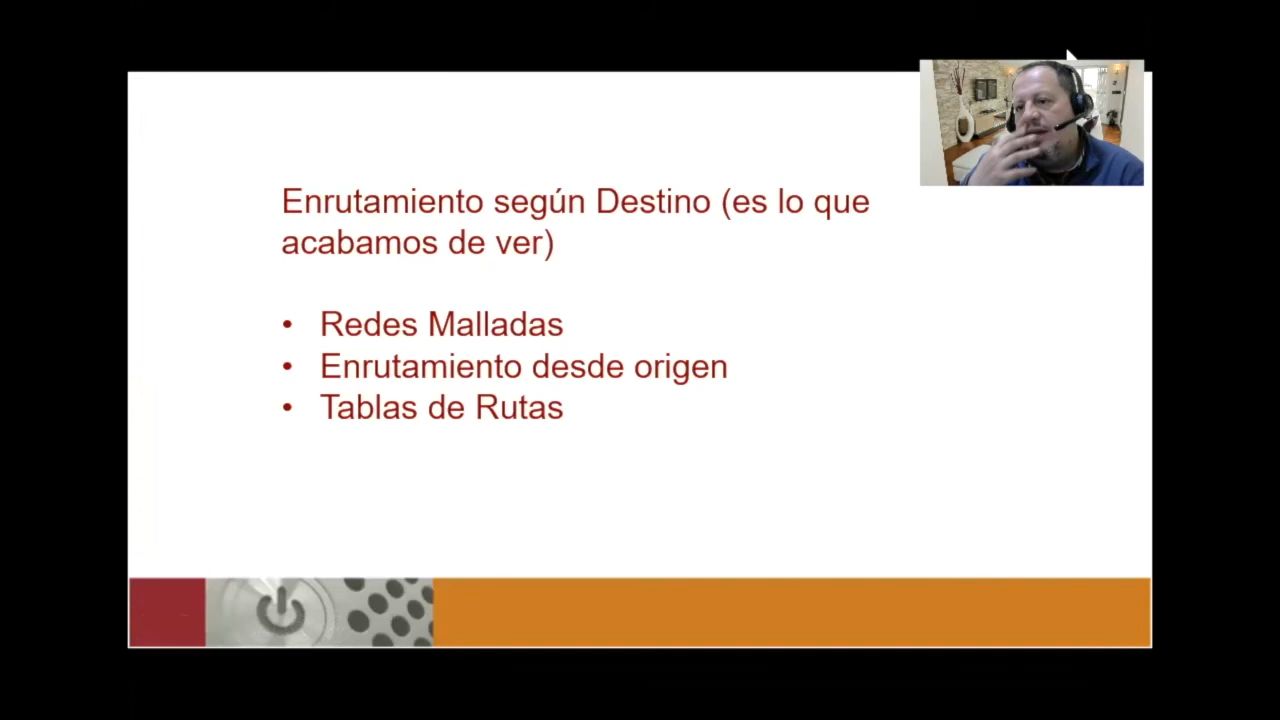 Enrutamiento según Destino (es lo que
acabamos de ver)
• Redes Malladas
• Enrutamiento desde origen
• Tablas de Rutas